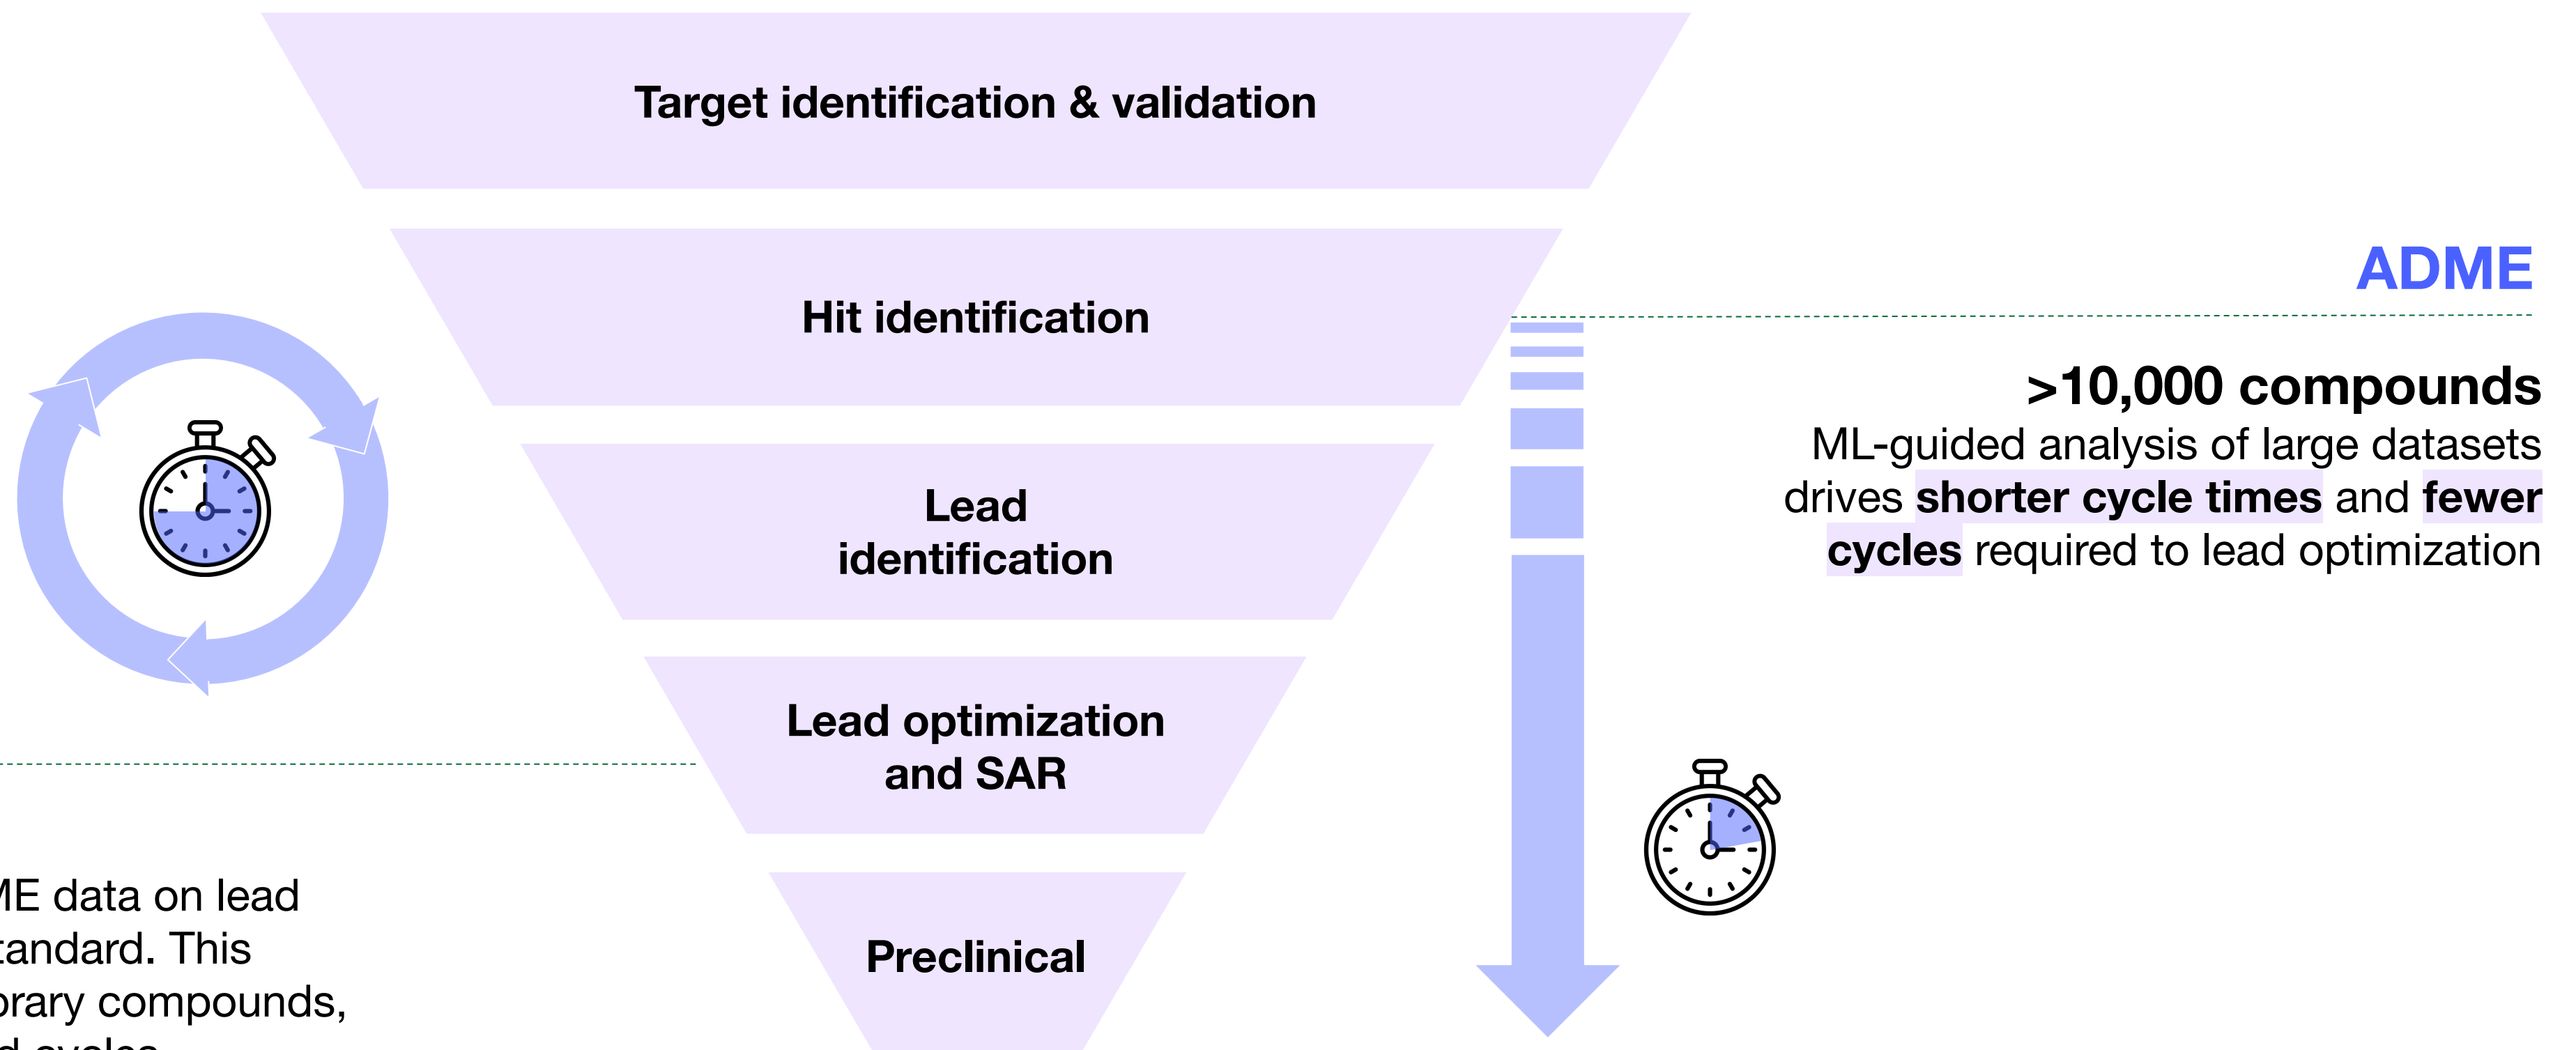 Target identification & validation
Hit identification
Lead
identification
Lead optimization
and SAR
Preclinical
ADME
>10,000 compounds
ML-guided analysis of large datasets
drives shorter cycle times and fewer
cycles required to lead optimization
data on lead
This
compounds,